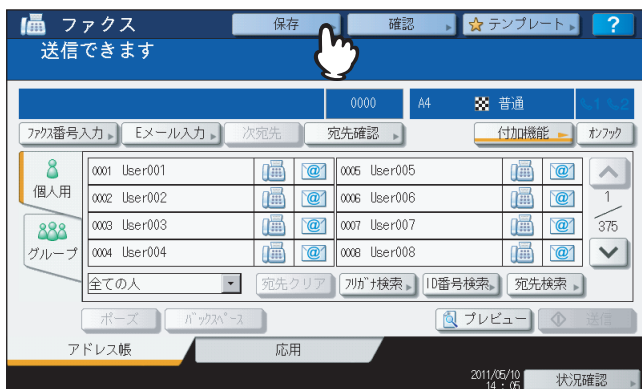 ファクス 保存 確認 テンプレート ?
送信できます
0000 A4 普通 1 2
ファクス番号入力 Eメール入力 次宛先 宛先確認 付加機能 オンフック
個人用
グループ
0001 User001 0005 User005
0002 User002 0006 User006
0003 User003 0007 User007
0004 User004 0008 User008
1
375
全ての人 宛先クリア フリガナ検索 ID番号検索 宛先検索
ポーズ バックスペース プレビュー 送信
アドレス帳 応用
2011/05/10
14 : 05
状況確認